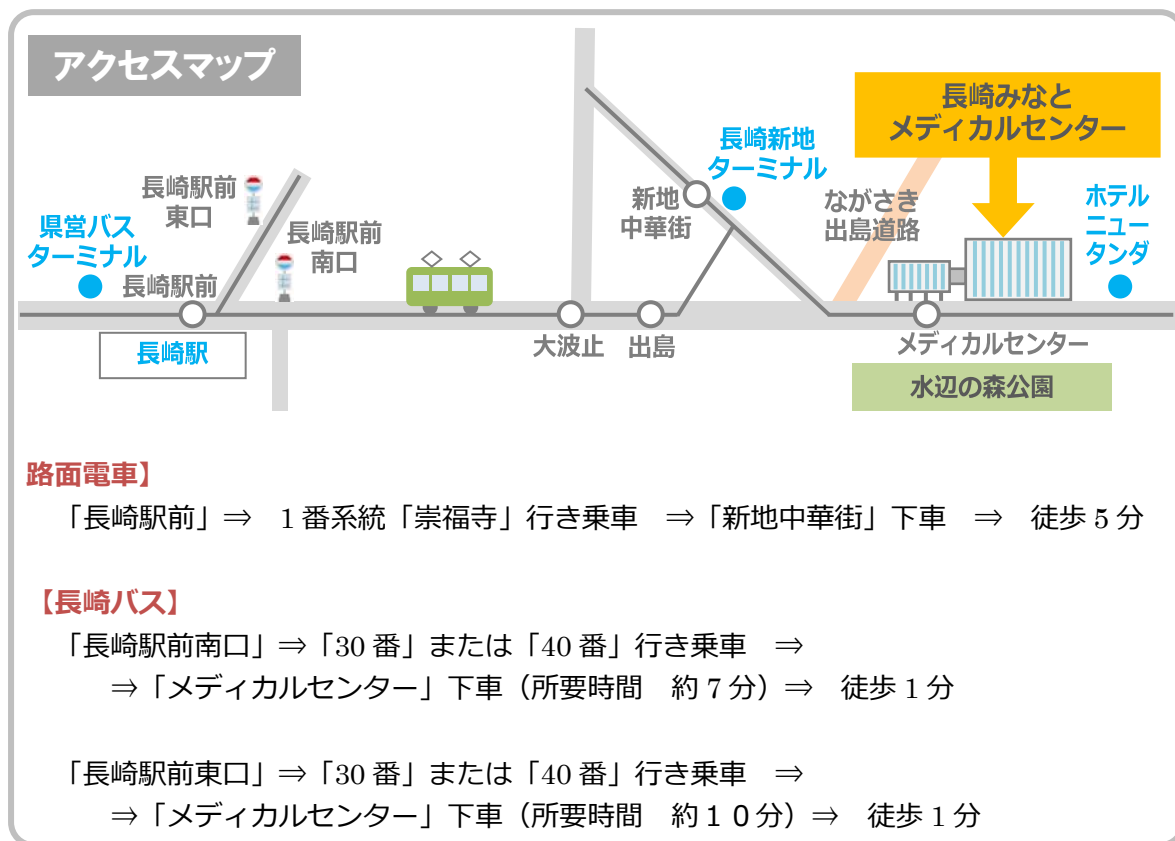 アクセスマップ
長崎みなと
メディカルセンター
長崎新地
ターミナル
長崎駅前
東口
新地
中華街
ながさき
出島道路
ホテル
ニュー
タンダ
県営バス
ターミナル
長崎駅前
南口
長崎駅前
長崎駅
大波止
出島
メディカルセンター
水辺の森公園
路面電車】
「長崎駅前」⇒ 1番系統「崇福寺」行き乗車 ⇒「新地中華街」下車 ⇒ 徒歩5分
【長崎バス】
「長崎駅前南口」⇒「30番」または「40番」行き乗車 ⇒
⇒「メディカルセンター」下車（所要時間 約7分）⇒ 徒歩1分
「長崎駅前東口」⇒「30番」または「40番」行き乗車 ⇒
⇒「メディカルセンター」下車（所要時間 約１０分）⇒ 徒歩1分